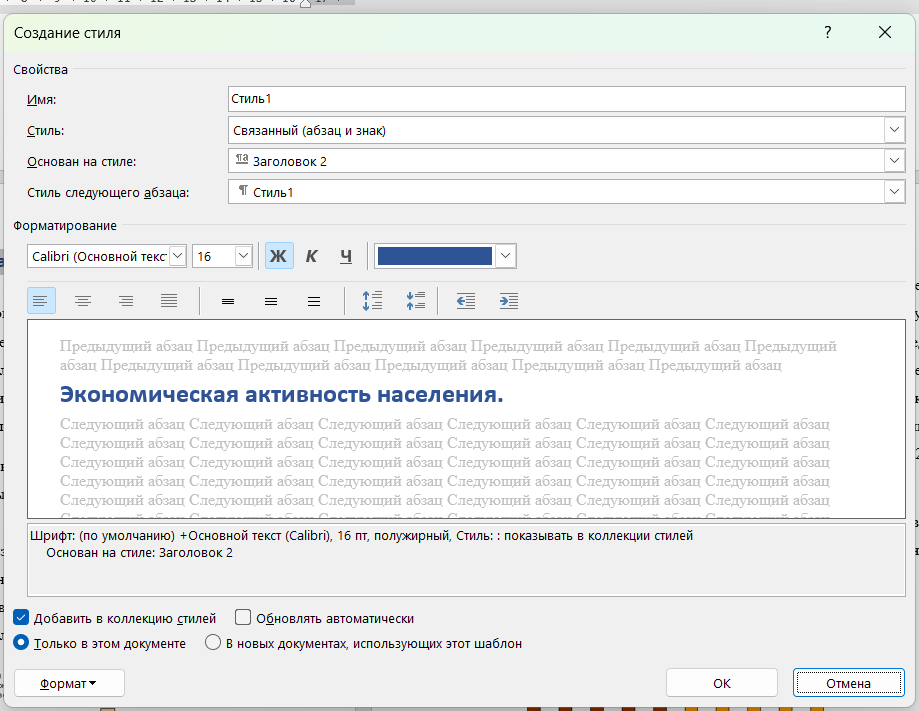 Создание стиля ?
Свойства
Имя: Стиль1
Стиль: Связанный (абзац и знак)
Основан на стиле: Заголовок 2
Стиль следующего абзаца: Стиль1
Форматирование
Calibri (Основной текс 16 Ж К Ч
Предыдущий абзац Предыдущий абзац Предыдущий абзац Предыдущий абзац Предыдущий абзац Предыдущий
абзац Предыдущий абзац Предыдущий абзац Предыдущий абзац Предыдущий абзац Предыдущий абзац
Экономическая активность населения.
Следующий абзац Следующий абзац Следующий абзац Следующий абзац Следующий абзац Следующий абзац
Следующий абзац Следующий абзац Следующий абзац Следующий абзац Следующий абзац Следующий абзац
Следующий абзац Следующий абзац Следующий абзац Следующий абзац Следующий абзац Следующий абзац
Следующий абзац Следующий абзац Следующий абзац Следующий абзац Следующий абзац Следующий абзац
Следующий абзац Следующий абзац Следующий абзац Следующий абзац Следующий абзац Следующий абзац
Шрифт: (по умолчанию) +Основной текст (Calibri), 16 пт, полужирный, Стиль: : показывать в коллекции стилей
Основан на стиле: Заголовок 2
Добавить в коллекцию стилей Обновлять автоматически
Только в этом документе В новых документах, использующих этот шаблон
Формат ОК Отмена